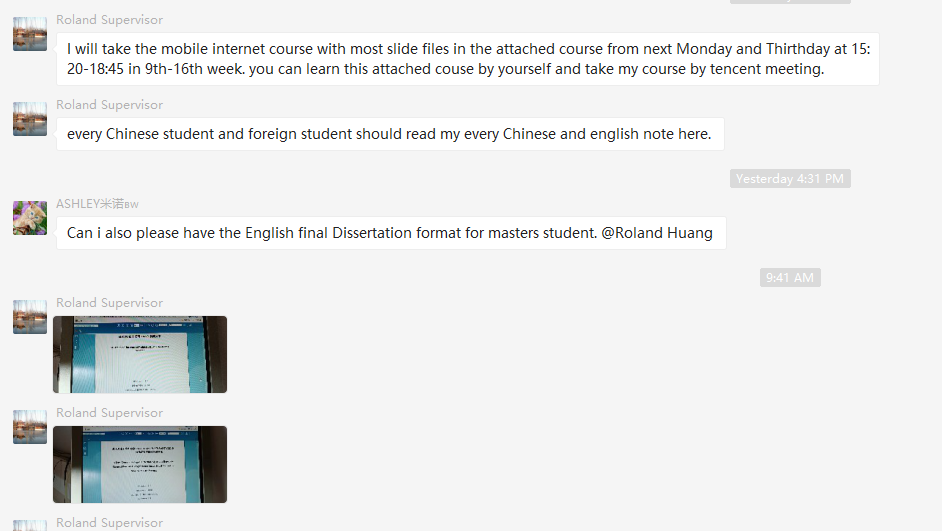 Roland Supervisor
I will take the mobile internet course with most slide files in the attached course from next Monday and Thirthday at 15:
20-18:45 in 9th-16th week. you can learn this attached couse by yourself and take my course by tencent meeting.
Roland Supervisor
every Chinese student and foreign student should read my every Chinese and english note here.
Yesterday 4:31 PM
ASHLEY米诺BW
Can i also please have the English final Dissertation format for masters student. @Roland Huang
9:41 AM
Roland Supervisor
Roland Supervisor
Roland Supervisor